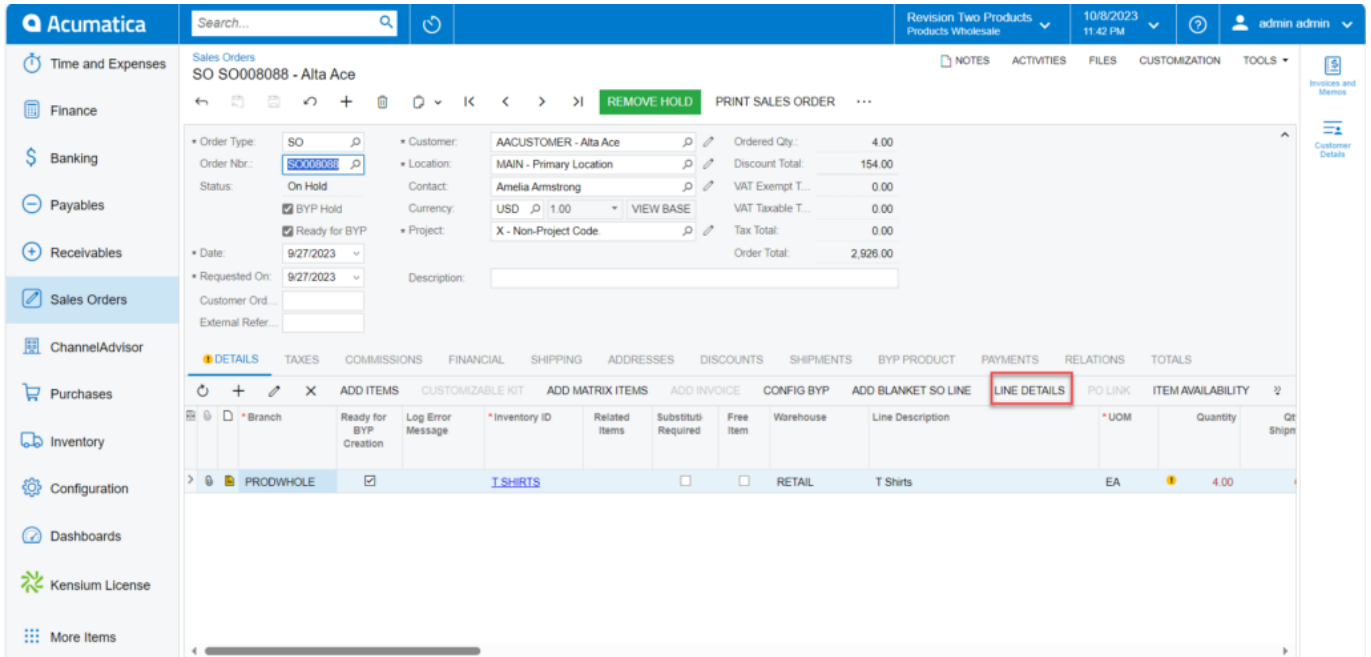 Acumatica
Search...
Revision Two Products
Products Wholesale
10/8/2023
11:42 PM
admin admin
Time and Expenses
Finance
Banking
Payables
Receivables
Sales Orders
ChannelAdvisor
Purchases
Inventory
Configuration
Dashboards
Kensium License
More Items
Sales Orders
SO SO008088 - Alta Ace
NOTES ACTIVITIES FILES CUSTOMIZATION TOOLS
REMOVE HOLD PRINT SALES ORDER ...
Invoices and
Memos
Customer
Details
* Order Type: SO
Order Nbr.: SO008088
Status: On Hold
BYP Hold
Ready for BYP
* Date: 9/27/2023
* Requested On: 9/27/2023
Customer Ord...
External Refer...
* Customer: AACUSTOMER - Alta Ace
* Location: MAIN - Primary Location
Contact: Amelia Armstrong
Currency: USD 1.00 VIEW BASE
* Project: X - Non-Project Code.
Description:
Ordered Qty.: 4.00
Discount Total: 154.00
VAT Exempt T... 0.00
VAT Taxable T... 0.00
Tax Total: 0.00
Order Total: 2,926.00
DETAILS TAXES COMMISSIONS FINANCIAL SHIPPING ADDRESSES DISCOUNTS SHIPMENTS BYP PRODUCT PAYMENTS RELATIONS TOTALS
ADD ITEMS CUSTOMIZABLE KIT ADD MATRIX ITEMS ADD INVOICE CONFIG BYP ADD BLANKET SO LINE LINE DETAILS PO LINK ITEM AVAILABILITY
* Branch Ready for BYP Creation Log Error Message * Inventory ID Related Items Substituti Required Free Item Warehouse Line Description * UOM Quantity Qt Shipn
PRODWHOLE T SHIRTS RETAIL T Shirts EA 4.00